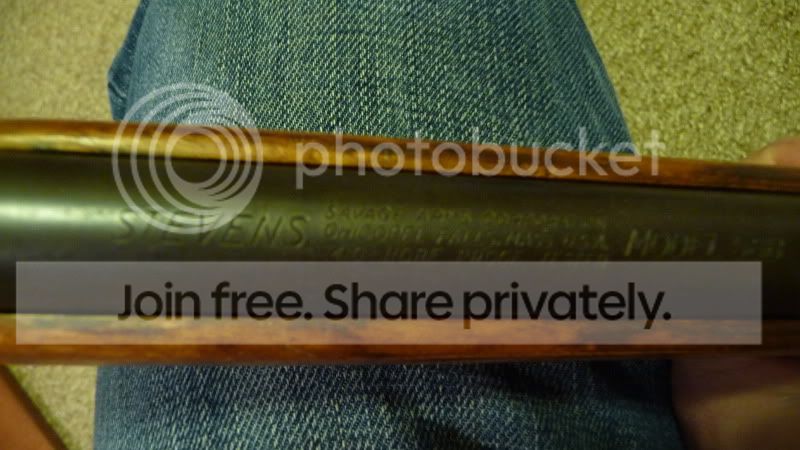 photobucket
STEVENS.
SAVAGE ARMS CORPORATION
CHICOPEE FALLS, MASS. U.S.A.
MODEL
Join free. Share privately.